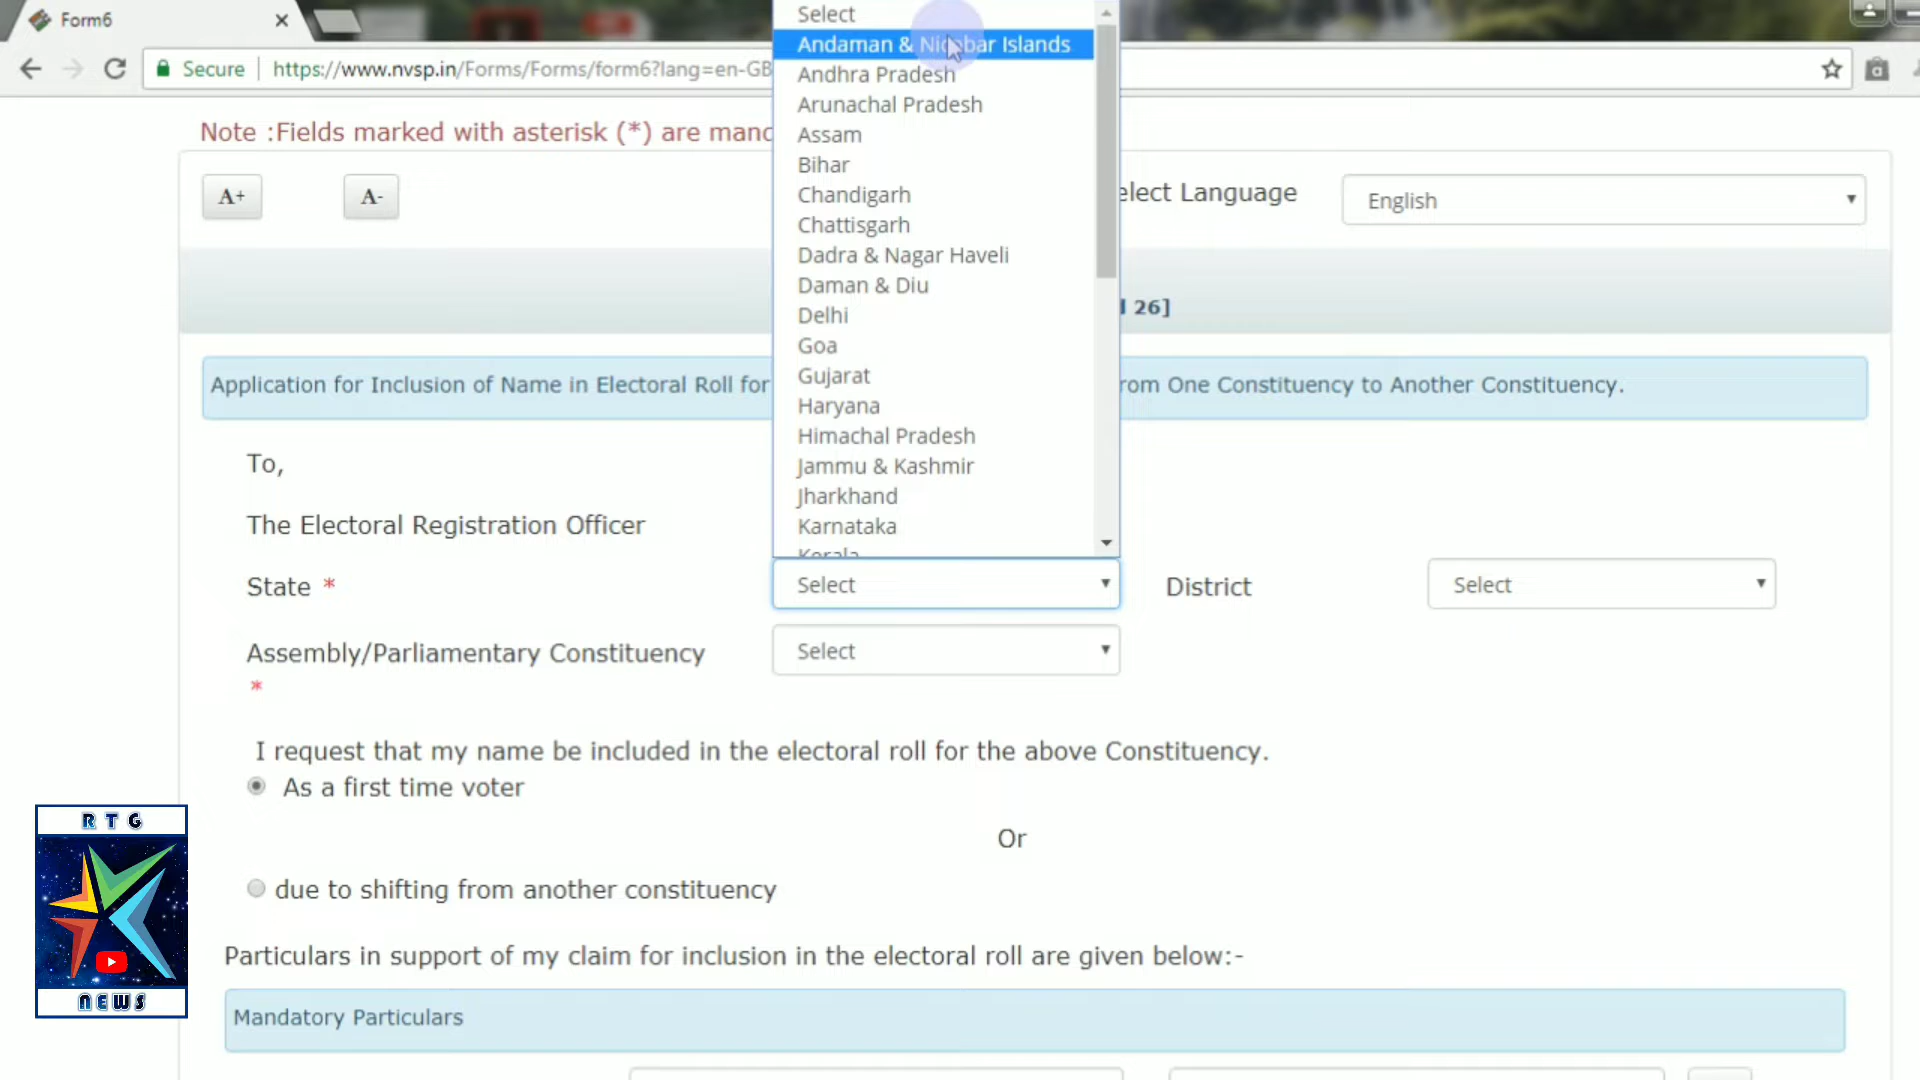 Form6
Secure
https://www.nvsp.in/Forms/Forms/form6?lang=en-GB
Select
Andaman & Nicobar Islands
Andhra Pradesh
Arunachal Pradesh
Assam
Bihar
Chandigarh
Chattisgarh
Dadra & Nagar Haveli
Daman & Diu
Delhi
Goa
Gujarat
Haryana
Himachal Pradesh
Jammu & Kashmir
Jharkhand
Karnataka
Kerala
Note :Fields marked with asterisk (*) are mand
A+ A-
elect Language English
26]
Application for Inclusion of Name in Electoral Roll for rom One Constituency to Another Constituency.
To,
The Electoral Registration Officer
State * Select District Select
Assembly/Parliamentary Constituency Select
*
I request that my name be included in the electoral roll for the above Constituency.
As a first time voter
Or
due to shifting from another constituency
Particulars in support of my claim for inclusion in the electoral roll are given below:-
Mandatory Particulars
RTG
NEWS